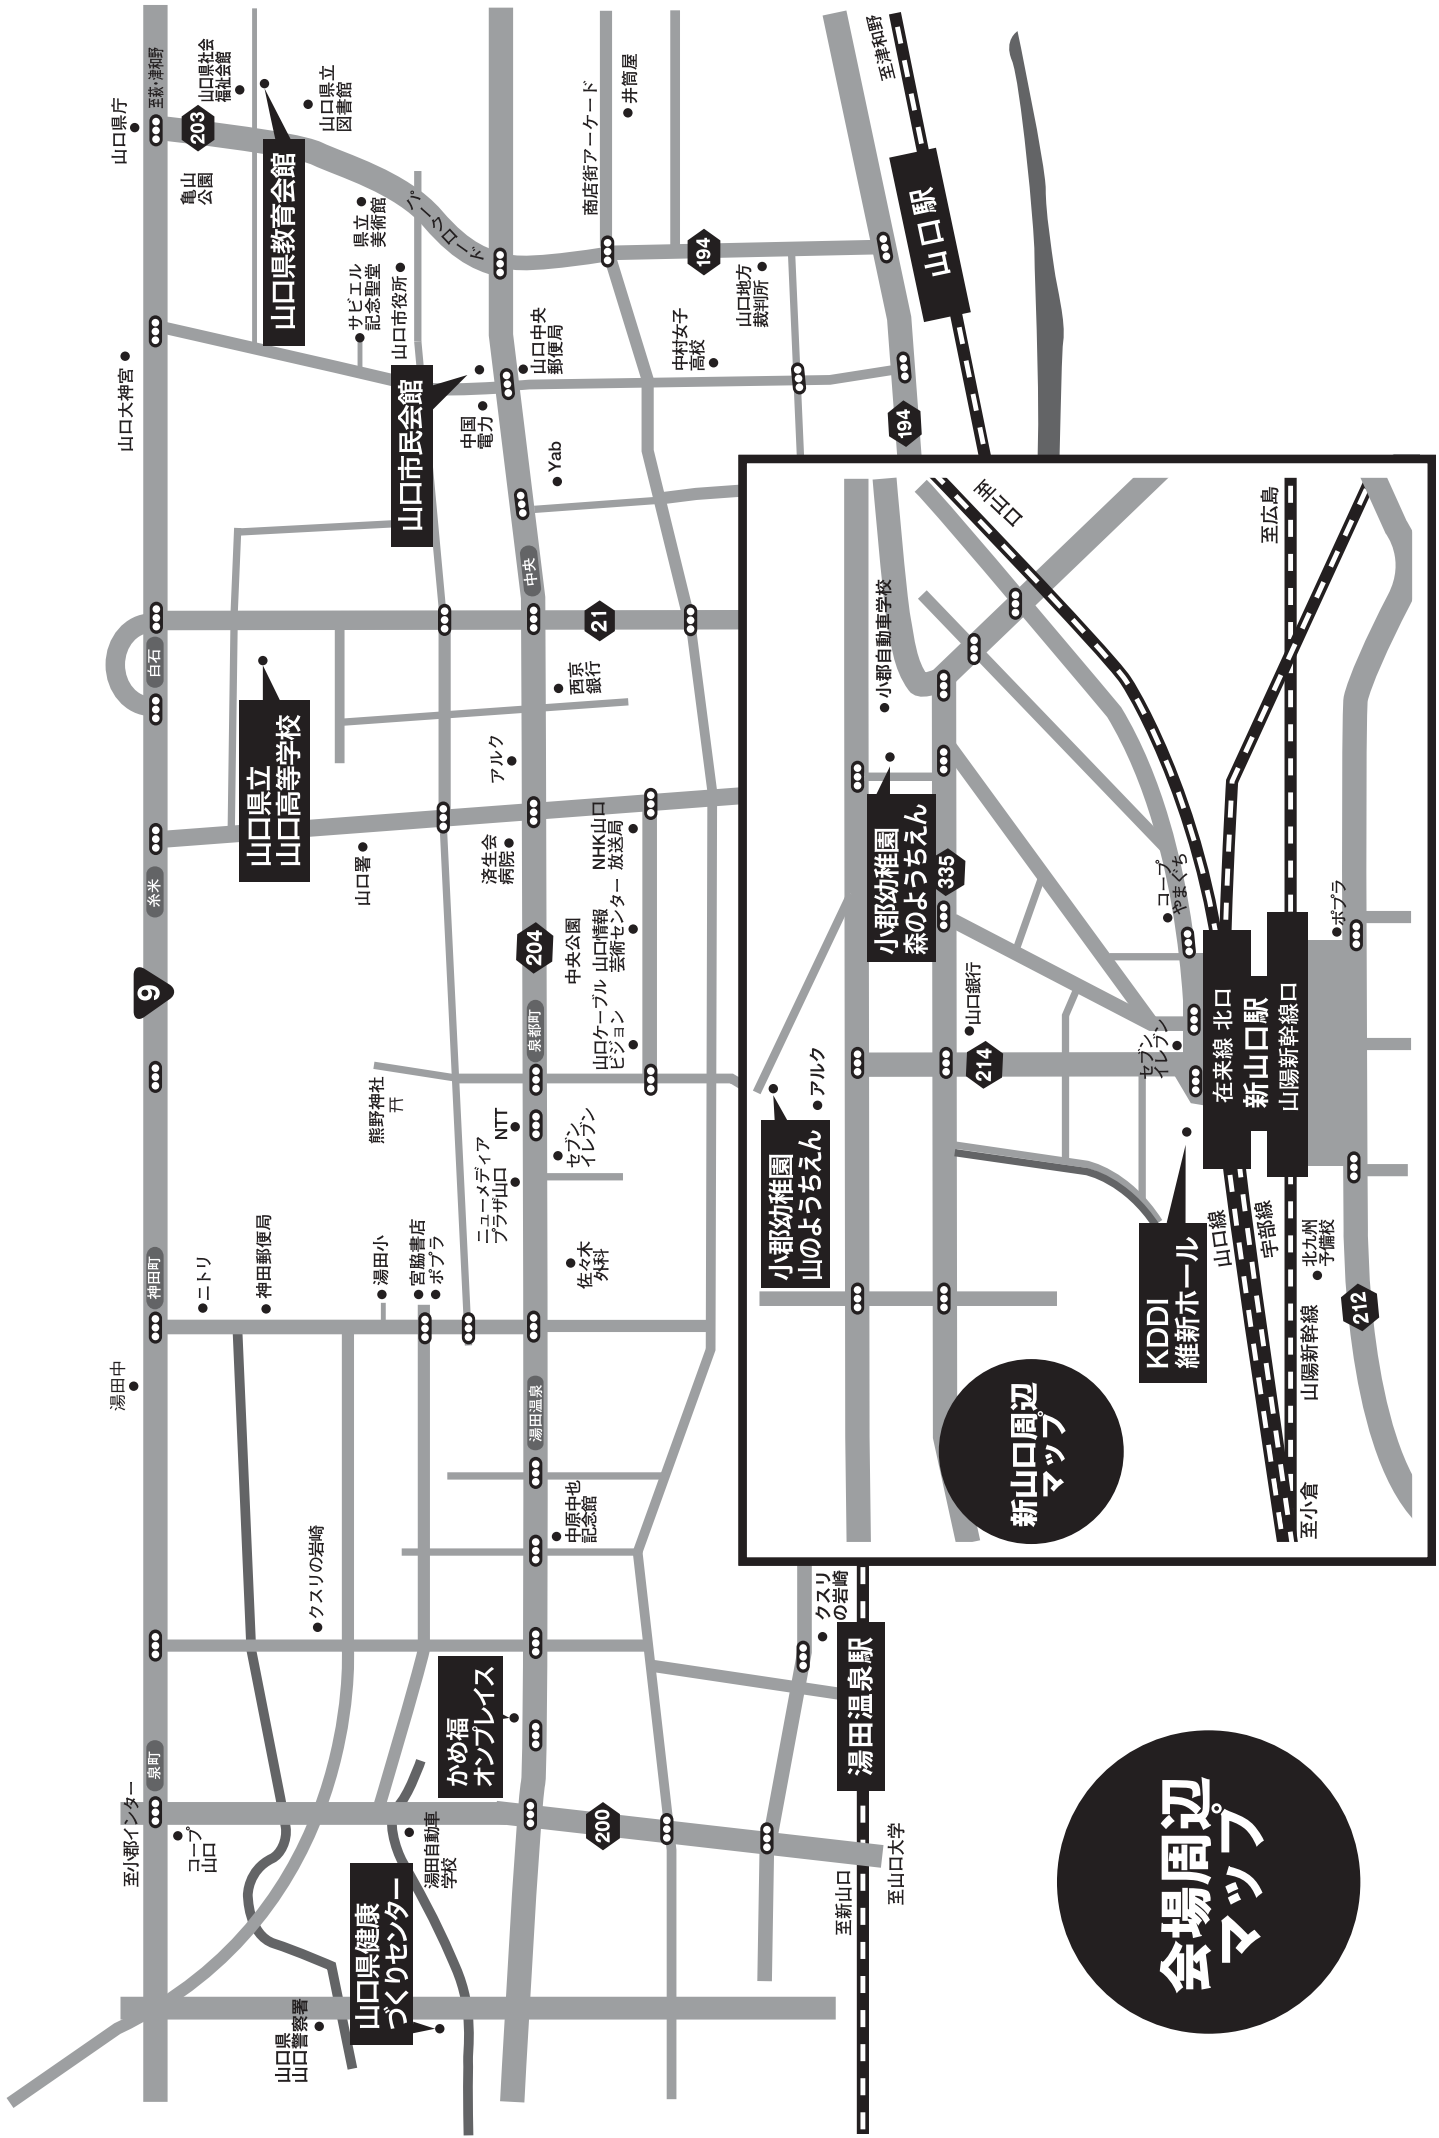 会場周辺
マップ
至小郡インター
コープ
山口
泉町
クスリの岩崎
湯田中
神田町
ニトリ
神田郵便局
湯田小
宮脇書店
ポプラ
熊野神社
9
糸米
山口署
山口県立
山口高等学校
白石
山口大神宮
山口県庁
至萩・津和野
203
亀山
公園
山口県社会
福祉会館
山口県教育会館
山口県立
図書館
県立
美術館
サビエル
記念聖堂
山口市役所
パークロード
山口市民会館
中国
電力
山口中央
郵便局
Yab
中央
21
西京
銀行
アルク
済生会
病院
NHK山口
放送局
204
中央公園
山口情報
芸術センター
山口ケーブル
ビジョン
泉都町
NTT
ニューメディア
プラザ山口
セブン
イレブン
佐々木
外科
湯田温泉
中原中也
記念館
かめ福
オンプレイス
200
湯田自動車
学校
山口県健康
づくりセンター
山口県
山口警察署
クスリ
の岩崎
湯田温泉駅
至新山口
至山口大学
商店街アーケード
井筒屋
194
山口地方
裁判所
中村女子
高校
194
山口駅
至津和野
新山口周辺
マップ
小郡幼稚園
山のようちえん
アルク
小郡幼稚園
森のようちえん
小郡自動車学校
335
山口銀行
214
セブン
イレブン
コープ
やまぐち
至山口
至広島
在来線 北口
新山口駅
山陽新幹線口
ポプラ
KDDI
維新ホール
山口線
宇部線
北九州
予備校
山陽新幹線
212
至小倉